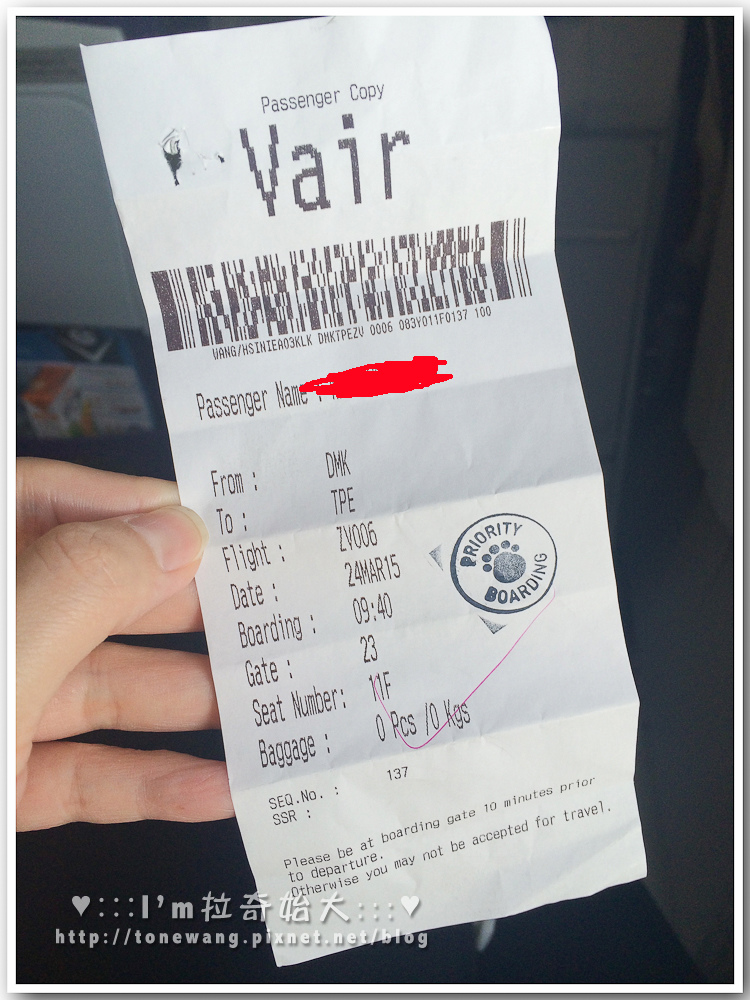 Passenger Copy
Vair
WANG/HSINIEA03KLK DMKTPEZV 0006 083Y011F0137 100
Passenger Name :
From : DMK
To : TPE
Flight : ZV006
Date : 24MAR15
Boarding : 09:40
Gate : 23
Seat Number: 11F
Baggage : 0 Pcs /0 Kgs
PRIORITY
BOARDING
SEQ.No. : 137
SSR :
Please be at boarding gate 10 minutes prior
to departure.
Otherwise you may not be accepted for travel.
♥:::I'm拉奇始大:::♥
http://tonewang.pixnet.net/blog